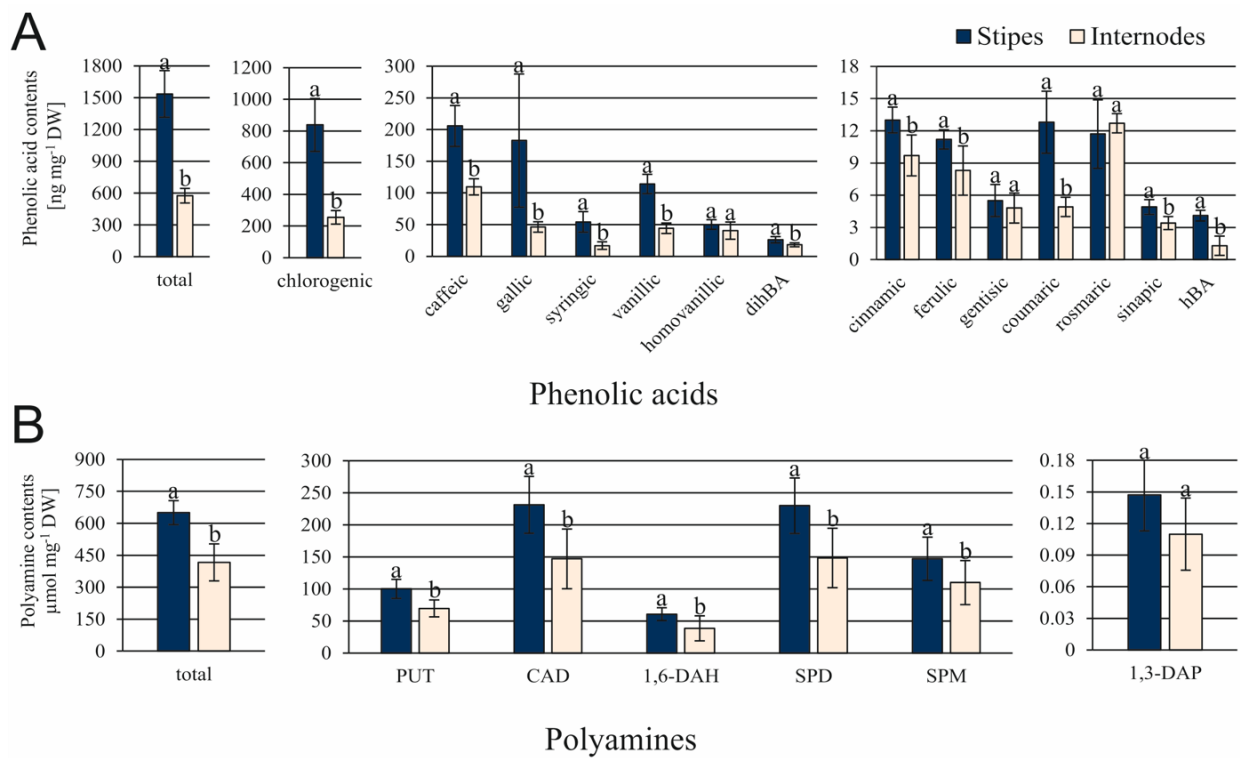 A
Stipes Internodes
Phenolic acid contents
[ng mg-1 DW]
1800
1500
1200
900
600
300
0
a
b
total
1200
1000
800
600
400
200
0
a
b
chlorogenic
300
250
200
150
100
50
0
a b a b a b a b a a a b
caffeic gallic syringic vanillic homovanillic dihBA
18
15
12
9
6
3
0
a b a b a a a b a a a b a b
cinnamic ferulic gentisic coumaric rosmaric sinapic hBA
Phenolic acids
B
Polyamine contents
µmol mg-1 DW]
900
750
600
450
300
150
0
a
b
total
300
250
200
150
100
50
0
a b a b a b a b a b
PUT CAD 1,6-DAH SPD SPM
0.18
0.15
0.12
0.09
0.06
0.03
0
a
a
1,3-DAP
Polyamines